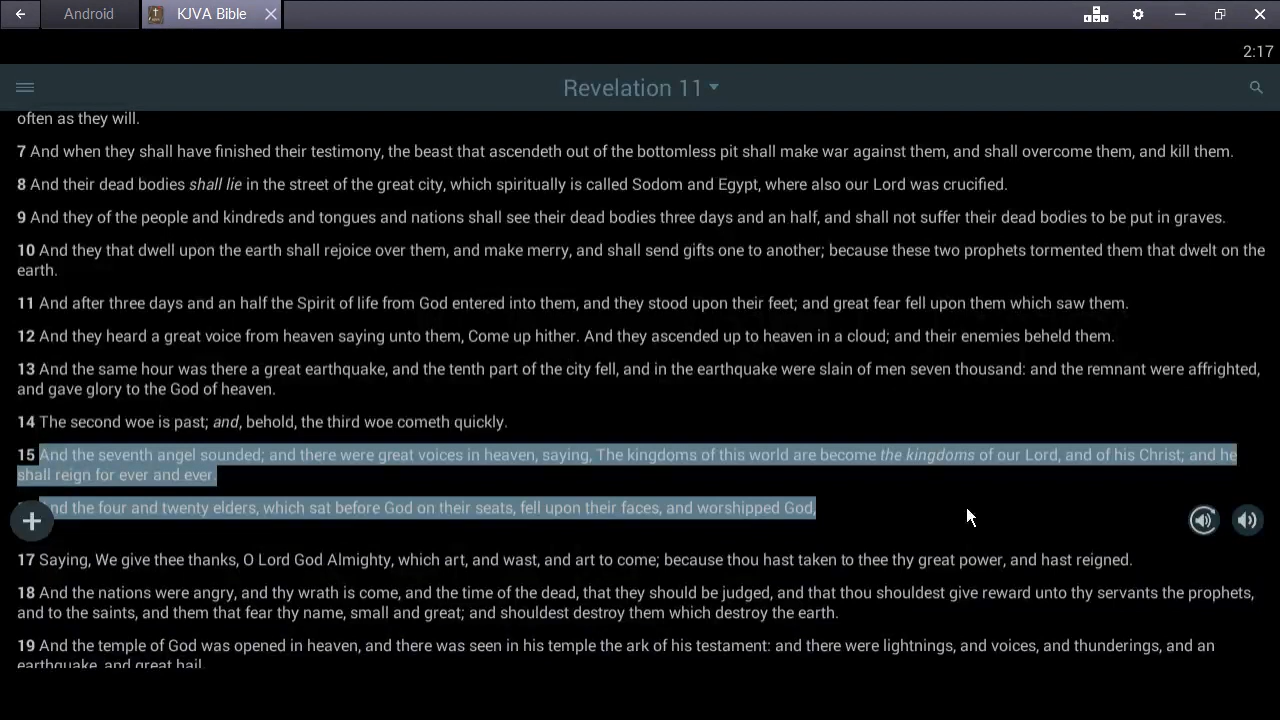 Android
KJVA Bible
2:17
Revelation 11
often as they will.
7 And when they shall have finished their testimony, the beast that ascendeth out of the bottomless pit shall make war against them, and shall overcome them, and kill them.
8 And their dead bodies shall lie in the street of the great city, which spiritually is called Sodom and Egypt, where also our Lord was crucified.
9 And they of the people and kindreds and tongues and nations shall see their dead bodies three days and an half, and shall not suffer their dead bodies to be put in graves.
10 And they that dwell upon the earth shall rejoice over them, and make merry, and shall send gifts one to another; because these two prophets tormented them that dwelt on the
earth.
11 And after three days and an half the Spirit of life from God entered into them, and they stood upon their feet; and great fear fell upon them which saw them.
12 And they heard a great voice from heaven saying unto them, Come up hither. And they ascended up to heaven in a cloud; and their enemies beheld them.
13 And the same hour was there a great earthquake, and the tenth part of the city fell, and in the earthquake were slain of men seven thousand: and the remnant were affrighted,
and gave glory to the God of heaven.
14 The second woe is past; and, behold, the third woe cometh quickly.
15 And the seventh angel sounded; and there were great voices in heaven, saying, The kingdoms of this world are become the kingdoms of our Lord, and of his Christ; and he
shall reign for ever and ever.
And the four and twenty elders, which sat before God on their seats, fell upon their faces, and worshipped God,
17 Saying, We give thee thanks, O Lord God Almighty, which art, and wast, and art to come; because thou hast taken to thee thy great power, and hast reigned.
18 And the nations were angry, and thy wrath is come, and the time of the dead, that they should be judged, and that thou shouldest give reward unto thy servants the prophets,
and to the saints, and them that fear thy name, small and great; and shouldest destroy them which destroy the earth.
19 And the temple of God was opened in heaven, and there was seen in his temple the ark of his testament: and there were lightnings, and voices, and thunderings, and an
earthquake, and great hail.